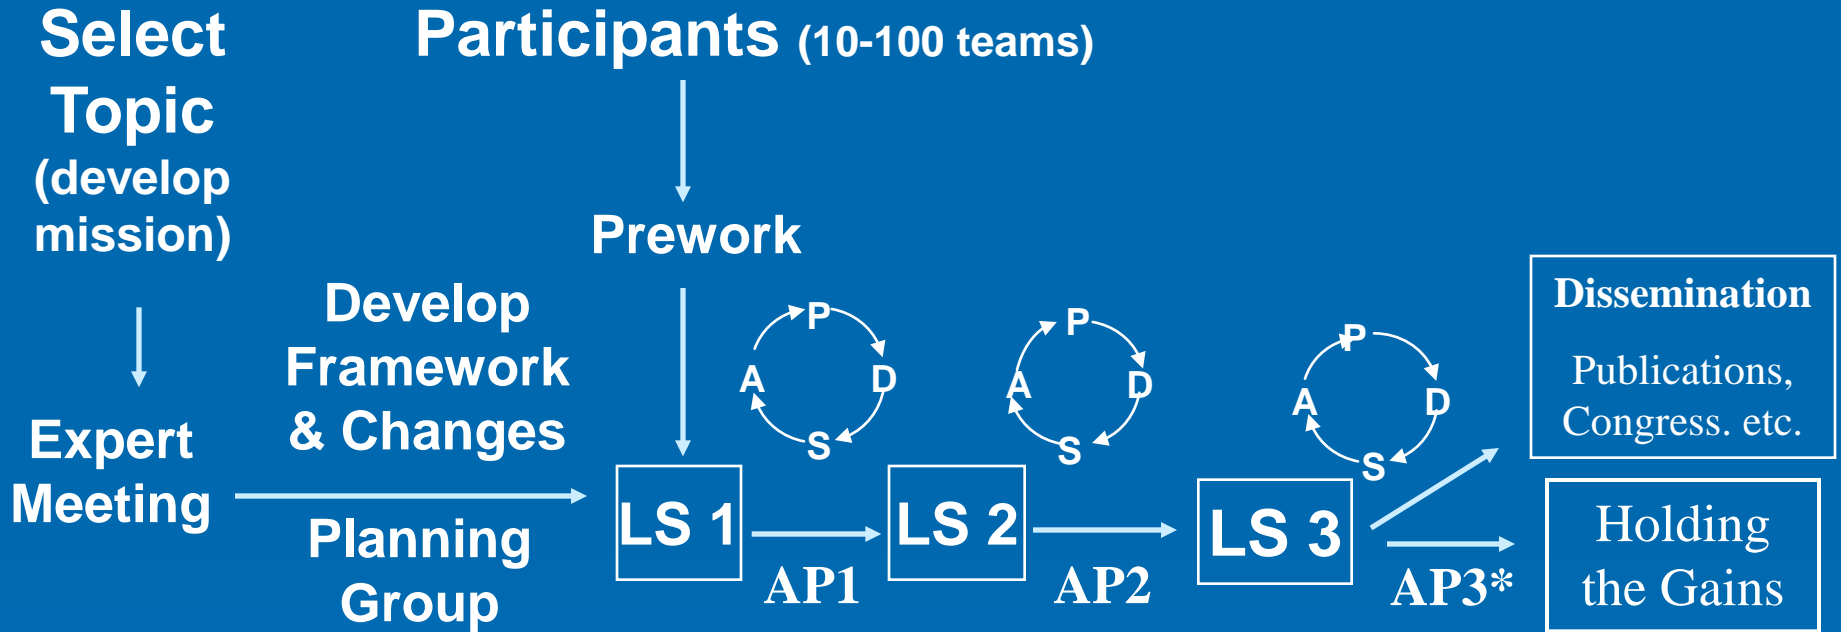 Select
Topic
(develop
mission)
Participants (10-100 teams)
Prework
Expert
Meeting
Develop
Framework
& Changes
Planning
Group
LS 1
P
A
D
S
AP1
LS 2
P
A
D
S
AP2
LS 3
P
A
D
S
AP3*
Dissemination
Publications,
Congress. etc.
Holding
the Gains